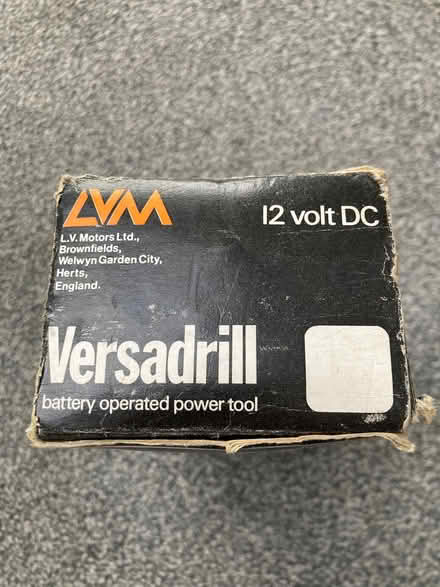 LVM
12 volt DC
L.V. Motors Ltd.,
Brownfields,
Welwyn Garden City,
Herts,
England.
Versadrill
battery operated power tool